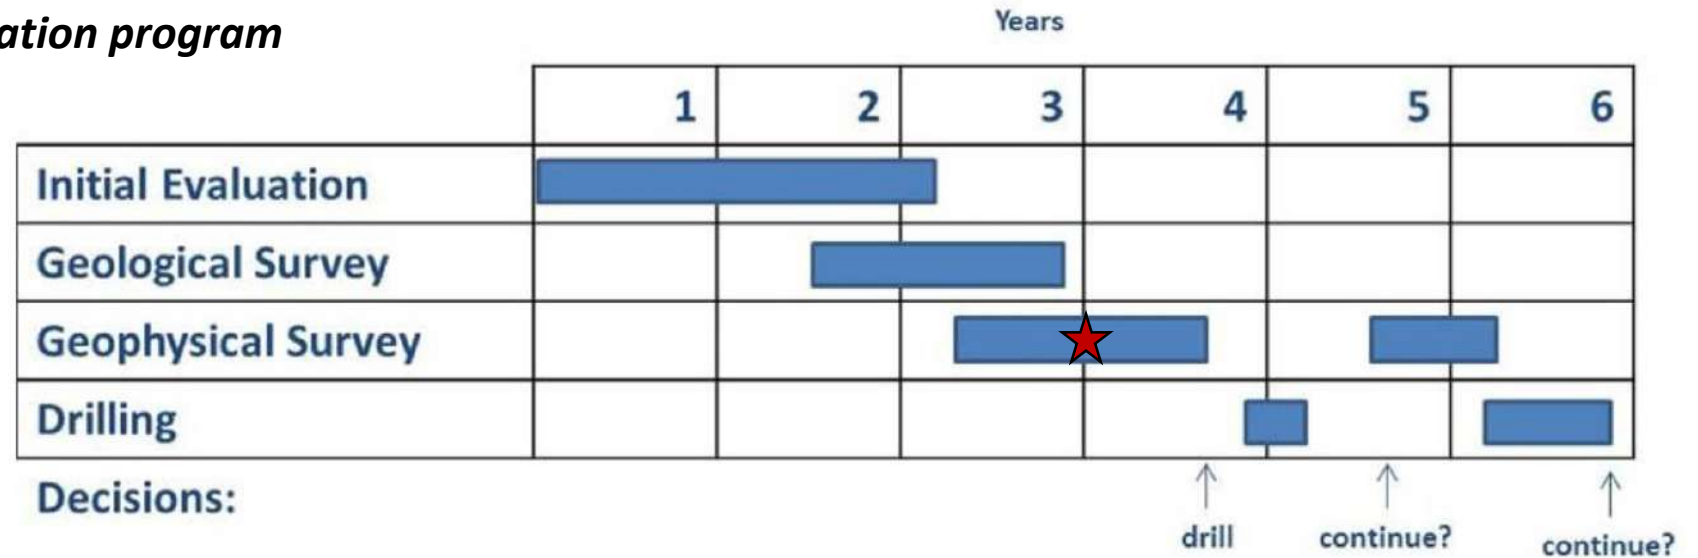 ation program
Years
1 2 3 4 5 6
Initial Evaluation
Geological Survey
Geophysical Survey
Drilling
Decisions:
drill continue? continue?